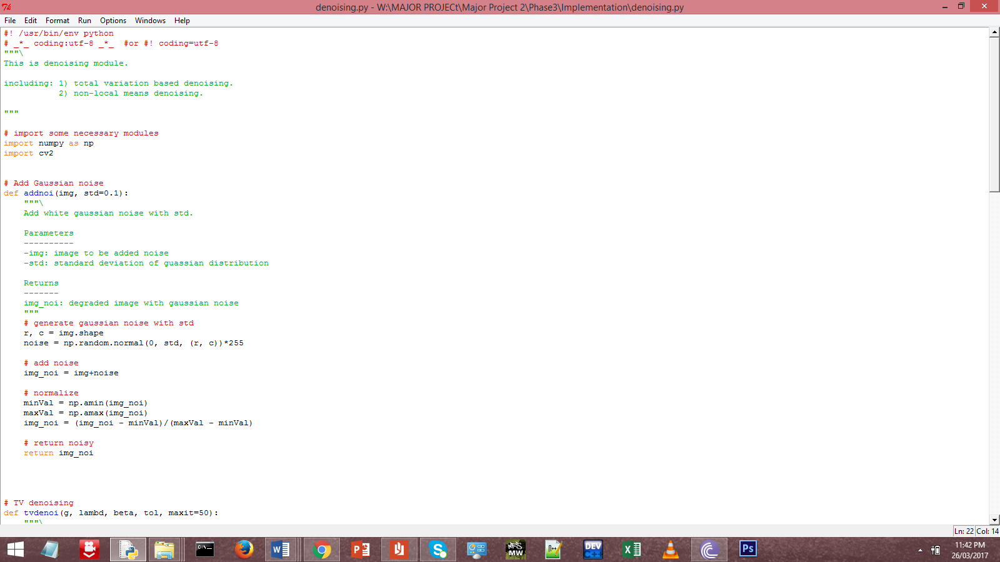 denoising.py - W:\MAJOR PROJECt\Major Project 2\Phase3\Implementation\denoising.py
File Edit Format Run Options Windows Help
#! /usr/bin/env python
# _*_ coding:utf-8 _*_  #or #! coding=utf-8
"""\
This is denoising module.
including: 1) total variation based denoising.
           2) non-local means denoising.
"""
# import some necessary modules
import numpy as np
import cv2
# Add Gaussian noise
def addnoi(img, std=0.1):
    """\
    Add white gaussian noise with std.
    Parameters
    ----------
    -img: image to be added noise
    -std: standard deviation of guassian distribution
    Returns
    -------
    img_noi: degraded image with gaussian noise
    """
    # generate gaussian noise with std
    r, c = img.shape
    noise = np.random.normal(0, std, (r, c))*255
    # add noise
    img_noi = img+noise
    # normalize
    minVal = np.amin(img_noi)
    maxVal = np.amax(img_noi)
    img_noi = (img_noi - minVal)/(maxVal - minVal)
    # return noisy
    return img_noi
# TV denoising
def tvdenoi(g, lambd, beta, tol, maxit=50):
    """\
Ln: 22 Col: 14
C:\_
W
P
S
NFS
MW
n++
DEV
C++
X
Ps
11:42 PM
26/03/2017